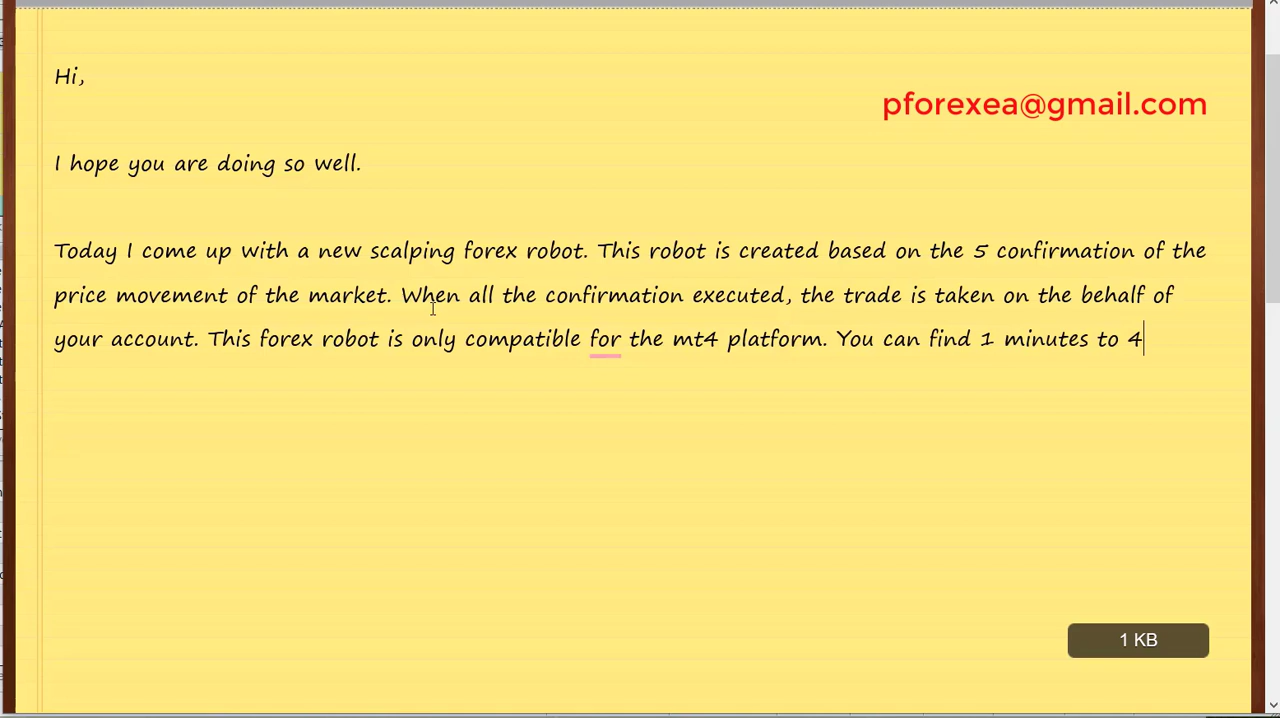 Hi,
pforexea@gmail.com
I hope you are doing so well.
Today I come up with a new scalping forex robot. This robot is created based on the 5 confirmation of the
price movement of the market. When all the confirmation executed, the trade is taken on the behalf of
your account. This forex robot is only compatible for the mt4 platform. You can find 1 minutes to 4
1 KB